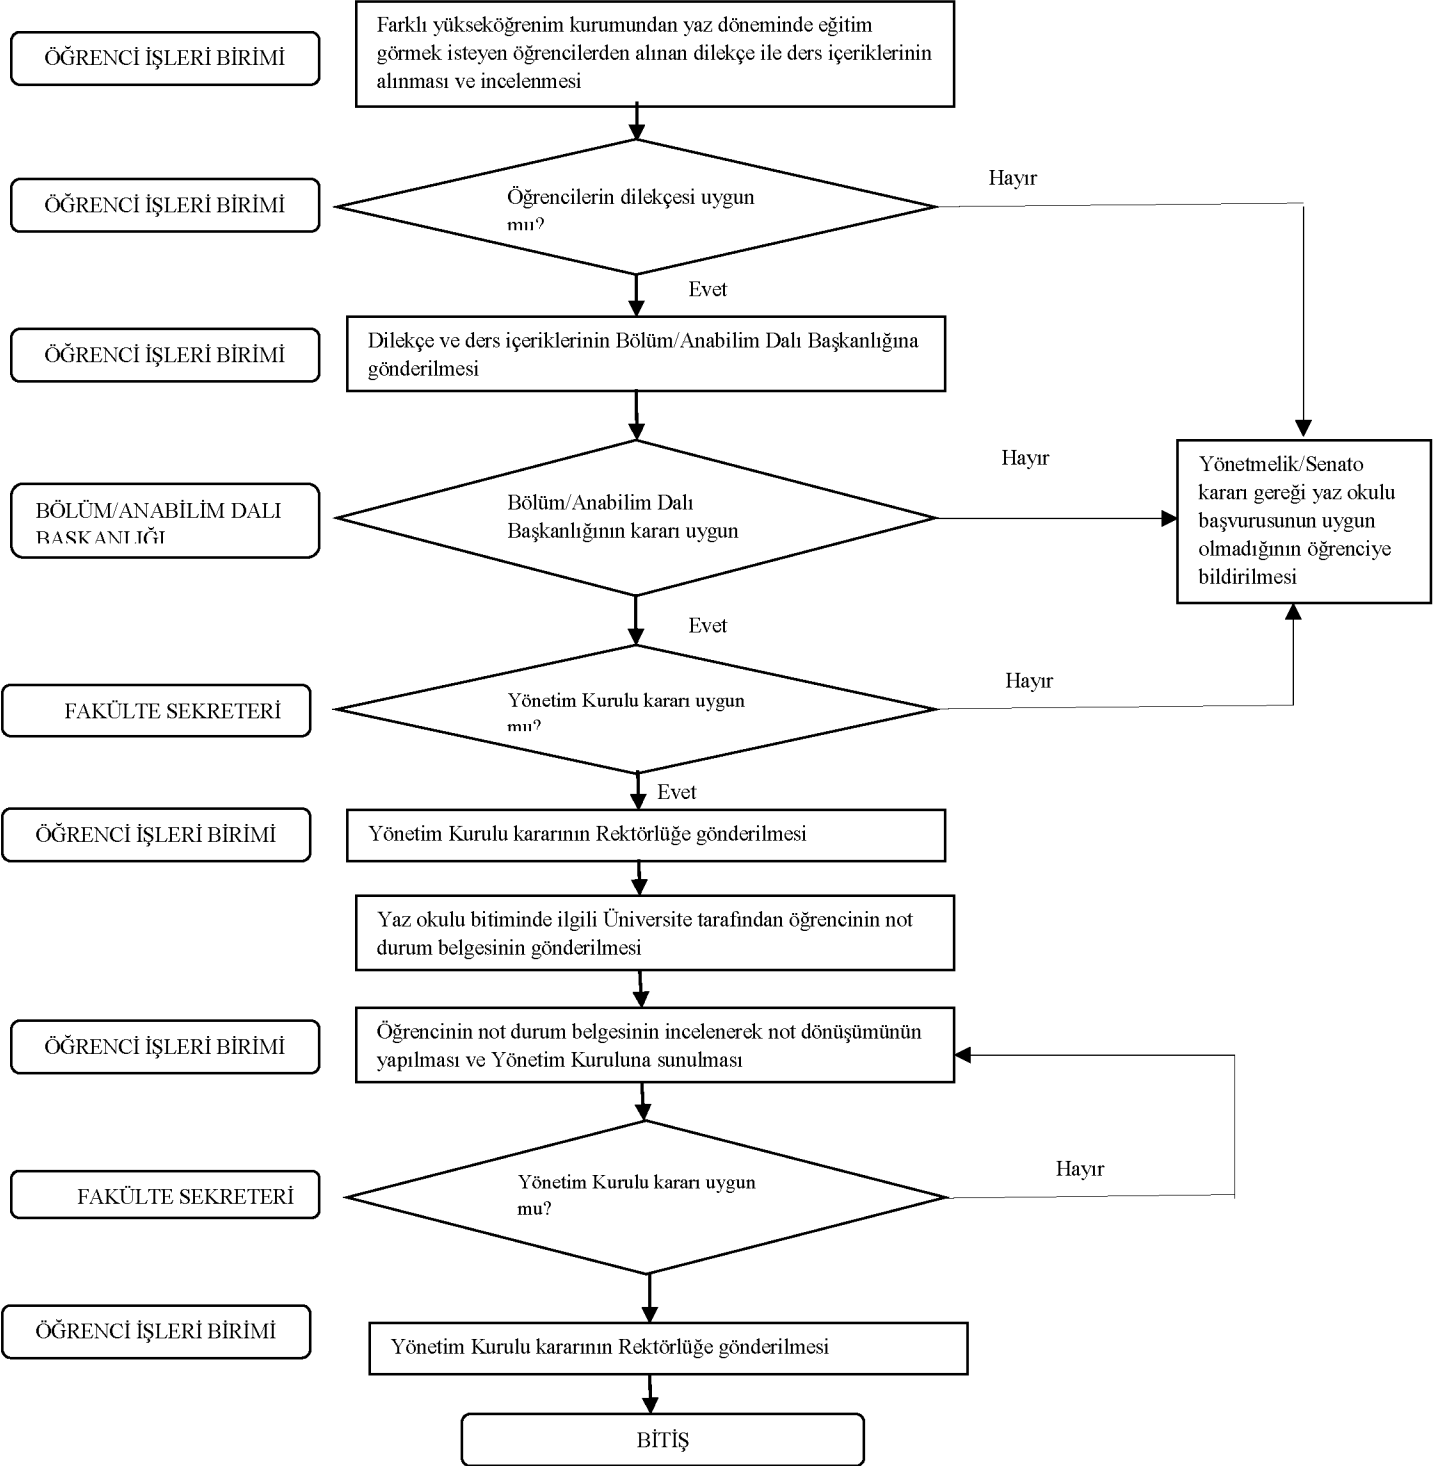 ÖĞRENCİ İŞLERİ BİRİMİ
Farklı yükseköğrenim kurumundan yaz döneminde eğitim
görmek isteyen öğrencilerden alınan dilekçe ile ders içeriklerinin
alınması ve incelenmesi
ÖĞRENCİ İŞLERİ BİRİMİ
Öğrencilerin dilekçesi uygun
mu?
Hayır
Evet
ÖĞRENCİ İŞLERİ BİRİMİ
Dilekçe ve ders içeriklerinin Bölüm/Anabilim Dalı Başkanlığına
gönderilmesi
BÖLÜM/ANABİLİM DALI
BAŞKANLIĞI
Bölüm/Anabilim Dalı
Başkanlığının kararı uygun
Hayır
Yönetmelik/Senato
kararı gereği yaz okulu
başvurusunun uygun
olmadığının öğrenciye
bildirilmesi
Evet
FAKÜLTE SEKRETERİ
Yönetim Kurulu kararı uygun
mu?
Hayır
Evet
ÖĞRENCİ İŞLERİ BİRİMİ
Yönetim Kurulu kararının Rektörlüğe gönderilmesi
Yaz okulu bitiminde ilgili Üniversite tarafından öğrencinin not
durum belgesinin gönderilmesi
ÖĞRENCİ İŞLERİ BİRİMİ
Öğrencinin not durum belgesinin incelenerek not dönüşümünün
yapılması ve Yönetim Kuruluna sunulması
FAKÜLTE SEKRETERİ
Yönetim Kurulu kararı uygun
mu?
Hayır
ÖĞRENCİ İŞLERİ BİRİMİ
Yönetim Kurulu kararının Rektörlüğe gönderilmesi
BİTİŞ